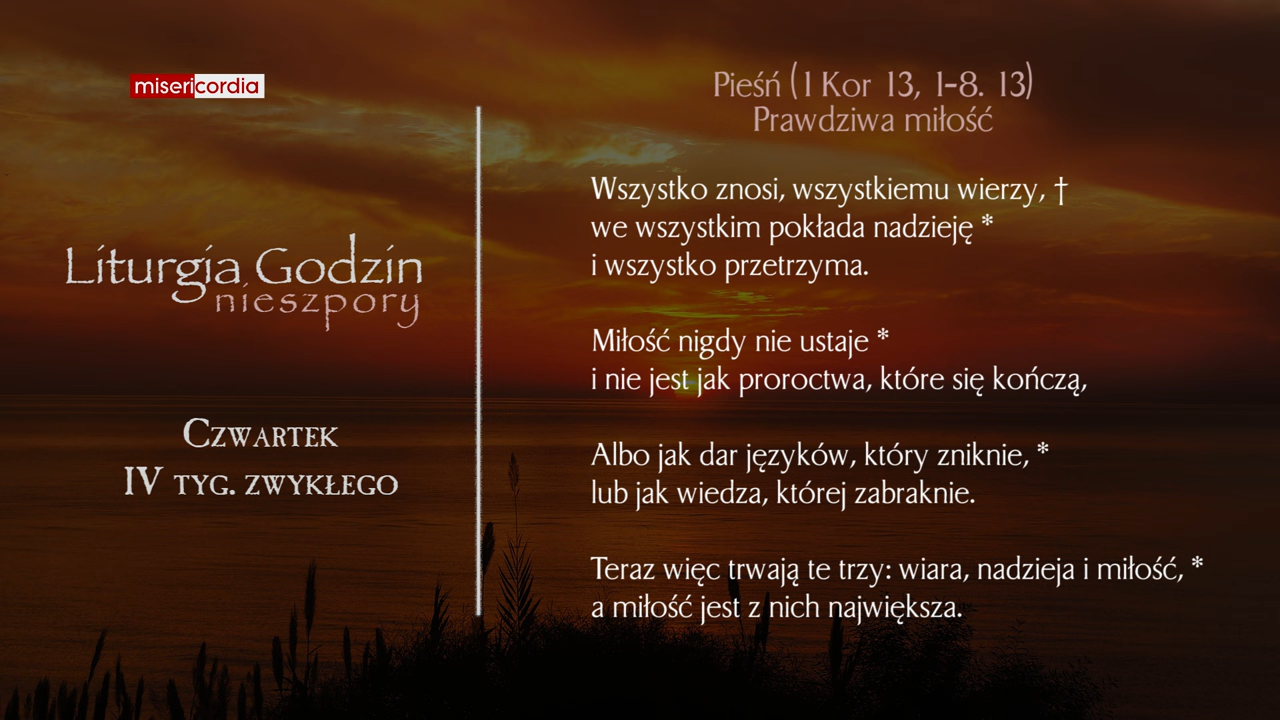 misericordia
Liturgia Godzin
nieszpory
Czwartek
IV tyg. zwykłego
Pieśń (1 Kor 13, 1-8. 13)
Prawdziwa miłość
Wszystko znosi, wszystkiemu wierzy, †
we wszystkim pokłada nadzieję *
i wszystko przetrzyma.
Miłość nigdy nie ustaje *
i nie jest jak proroctwa, które się kończą,
Albo jak dar języków, który zniknie, *
lub jak wiedza, której zabraknie.
Teraz więc trwają te trzy: wiara, nadzieja i miłość, *
a miłość jest z nich największa.